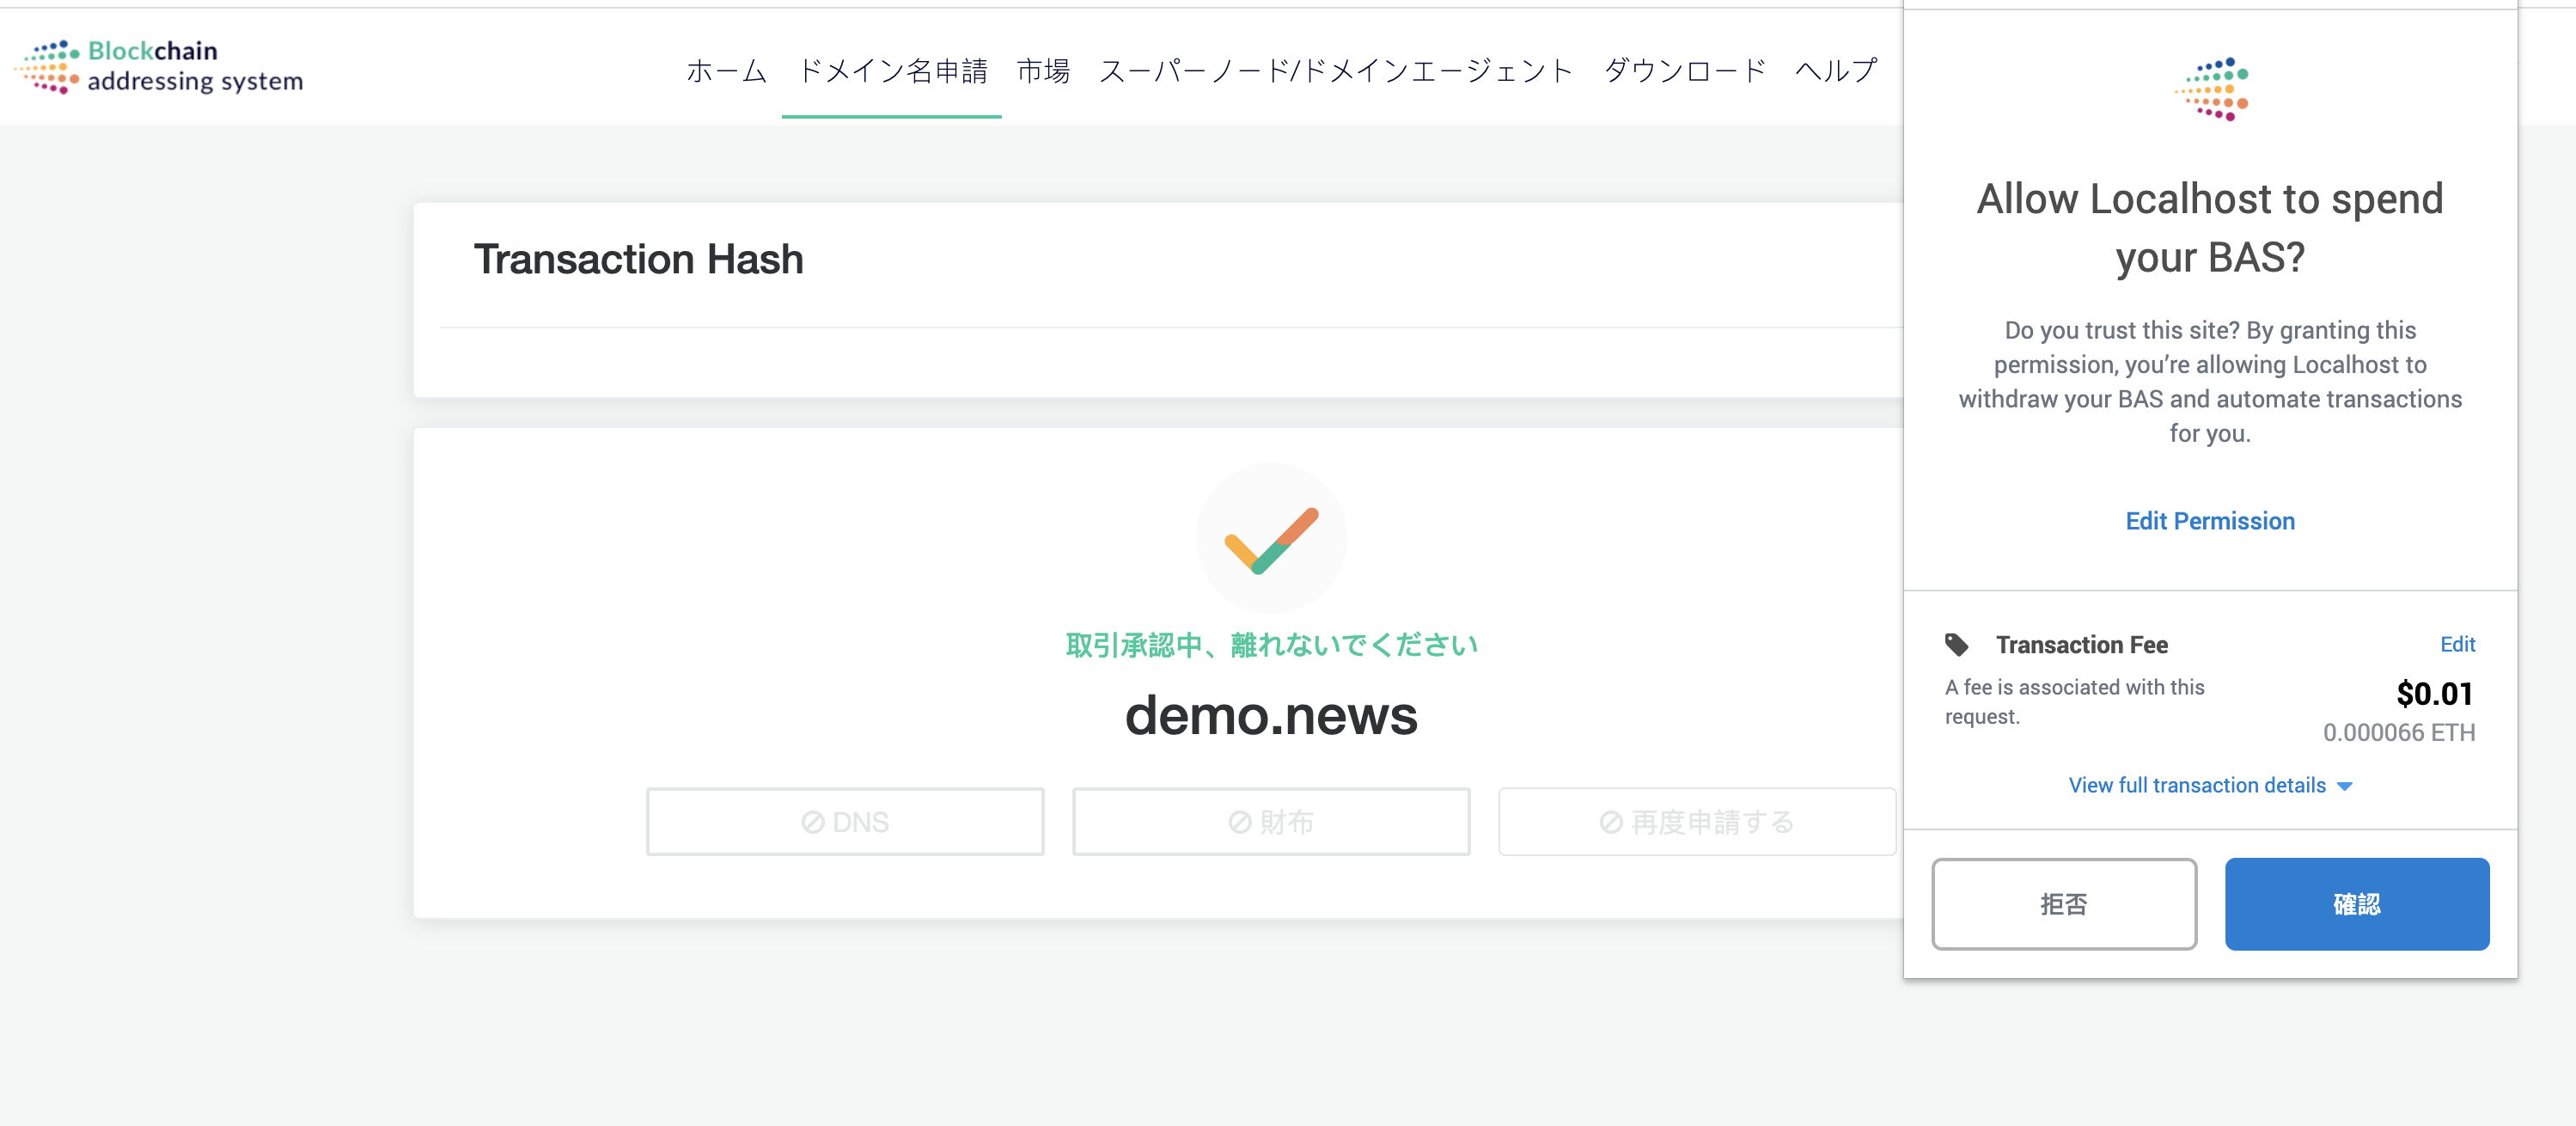 Blockchain
addressing system
ホーム ドメイン名申請 市場 スーパーノード/ドメインエージェント ダウンロード ヘルプ
Transaction Hash
取引承認中、離れないでください
demo.news
DNS 財布 再度申請する
Allow Localhost to spend
your BAS?
Do you trust this site? By granting this
permission, you’re allowing Localhost to
withdraw your BAS and automate transactions
for you.
Edit Permission
Transaction Fee Edit
A fee is associated with this
request.
$0.01
0.000066 ETH
View full transaction details
拒否 確認